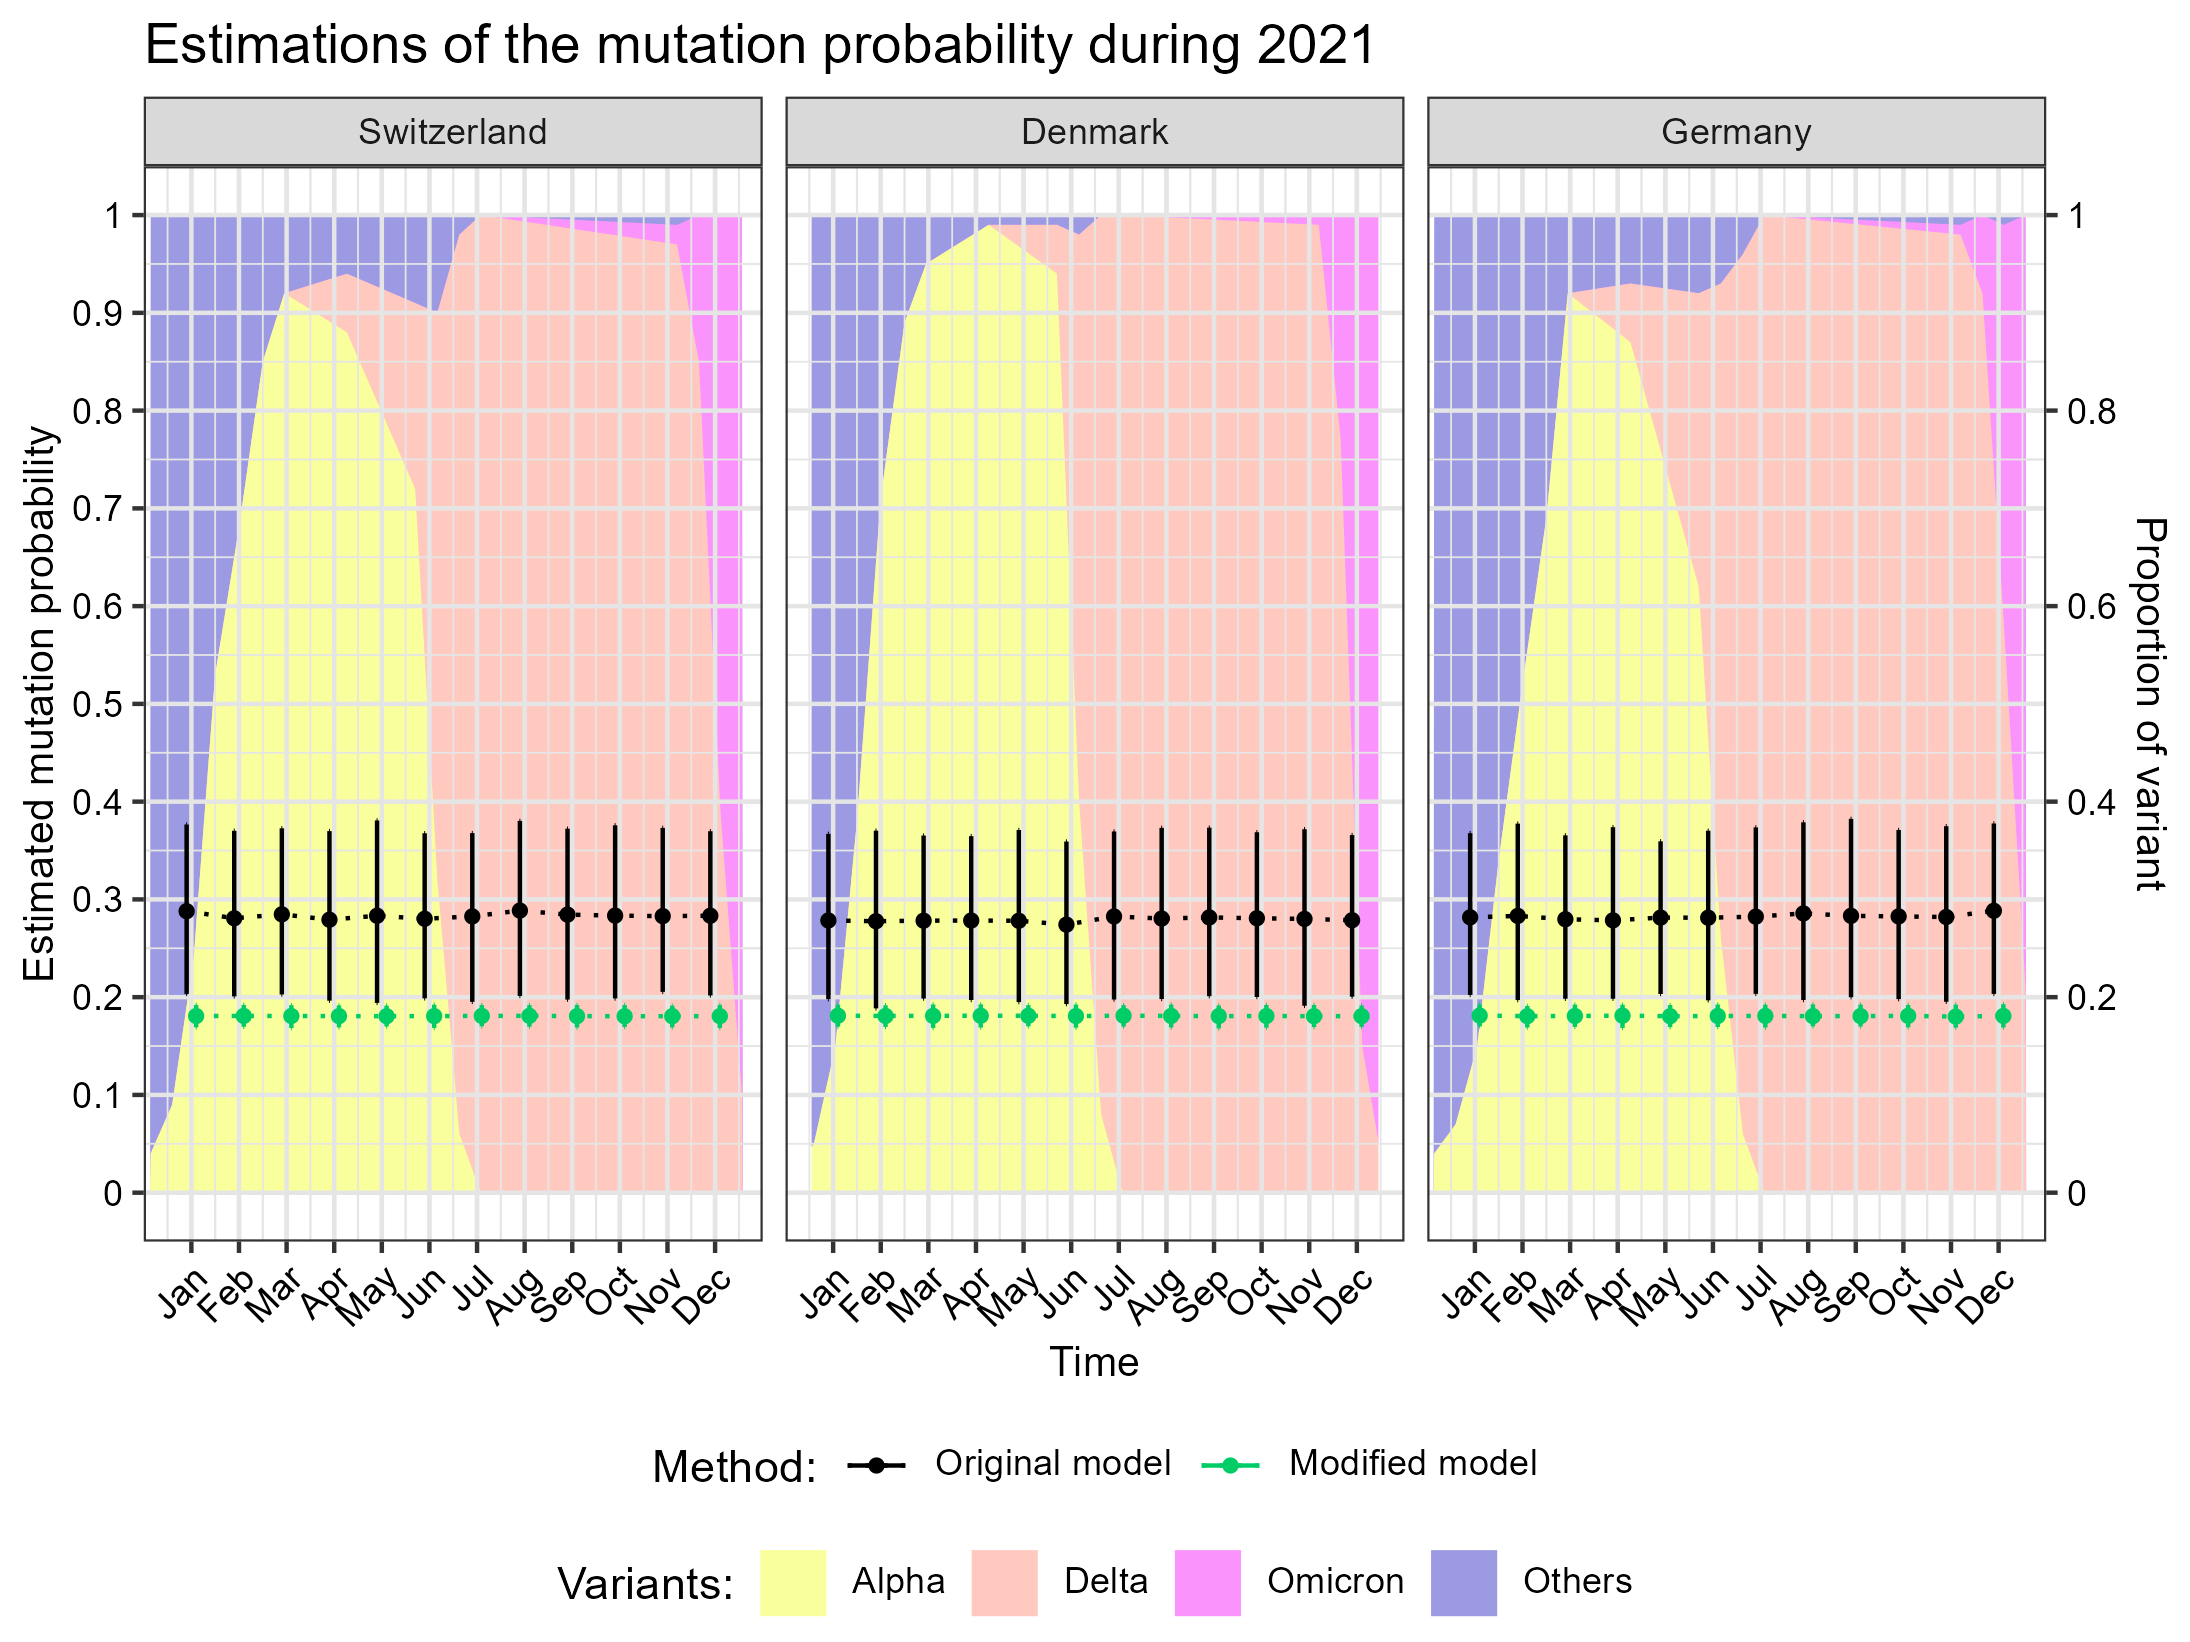 Estimations of the mutation probability during 2021
Switzerland Denmark Germany
Estimated mutation probability
1
0.9
0.8
0.7
0.6
0.5
0.4
0.3
0.2
0.1
0
Proportion of variant
1
0.8
0.6
0.4
0.2
0
Jan Feb Mar Apr May Jun Jul Aug Sep Oct Nov Dec
Jan Feb Mar Apr May Jun Jul Aug Sep Oct Nov Dec
Jan Feb Mar Apr May Jun Jul Aug Sep Oct Nov Dec
Time
Method: Original model Modified model
Variants: Alpha Delta Omicron Others